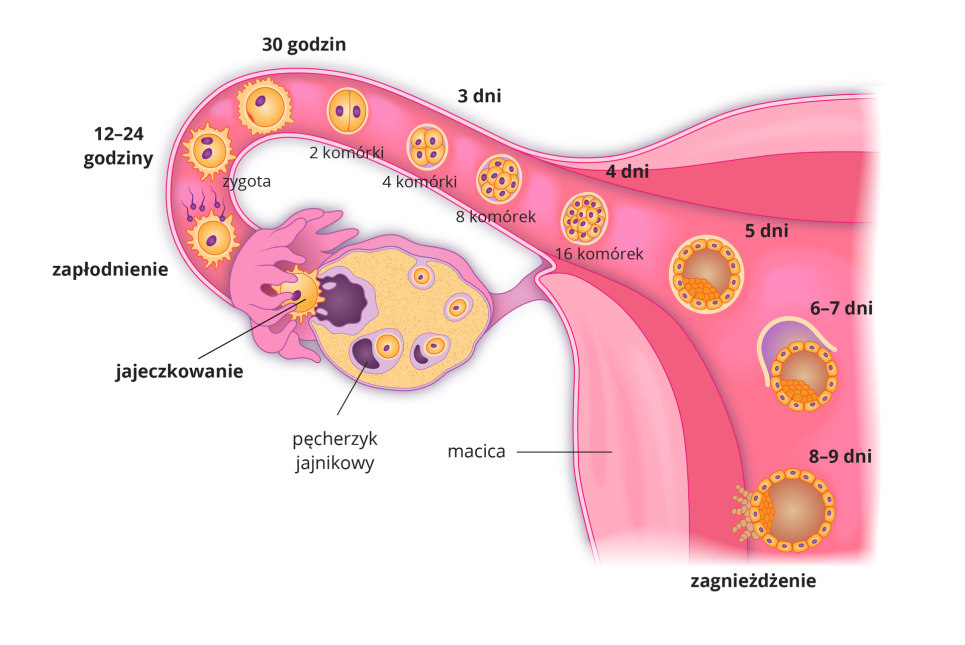 30 godzin
3 dni
12–24
godziny
2 komórki
4 komórki
zygota
4 dni
8 komórek
5 dni
16 komórek
zapłodnienie
6–7 dni
jajeczkowanie
pęcherzyk
jajnikowy
macica
8–9 dni
zagnieżdżenie